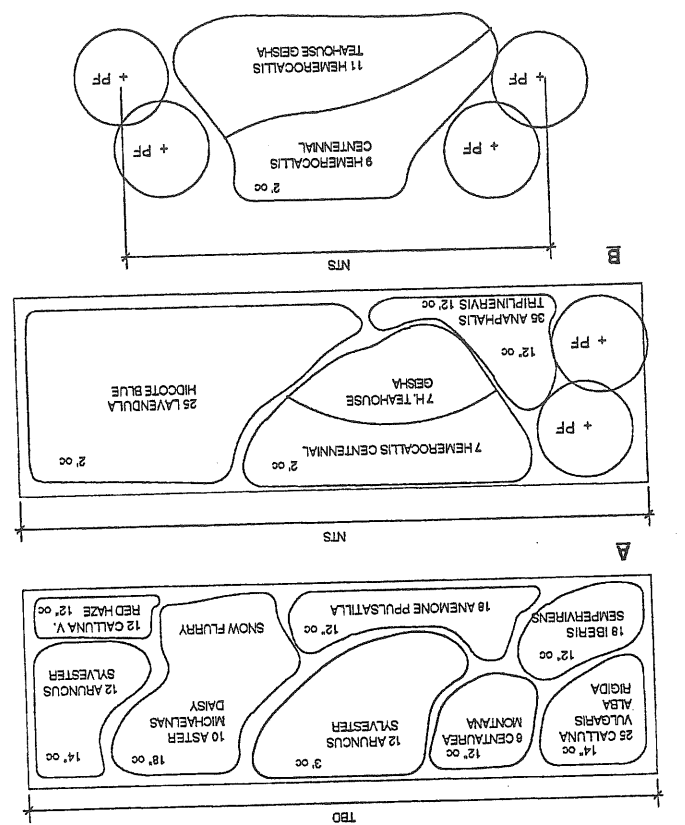 TBD
14" oc
25 CALLUNA
VULGARIS
ALBA
RIGIDA
12" oc
6 CENTAUREA
MONTANA
3' oc
12 ARUNCUS
SYLVESTER
18" oc
10 ASTER
MICHAELNAS
DAISY
SNOW FLURRY
14" oc
12 ARUNCUS
SYLVESTER
12" oc
18 IBERIS
SEMPERVIRENS
12" oc
18 ANEMONE PPULSATILLA
12 CALLUNA V.
RED HAZE 12" oc
A
NTS
+ PF
+ PF
2' oc
7 HEMEROCALLIS CENTENNIAL
7 H. TEAHOUSE
GEISHA
12" oc
35 ANAPHALIS
TRIPLINERVIS 12' oc
2' oc
25 LAVENDULA
HIDCOTE BLUE
B
NTS
2' oc
9 HEMEROCALLIS
CENTENNIAL
11 HEMEROCALLIS
TEAHOUSE GEISHA
+ PF
+ PF
+ PF
+ PF